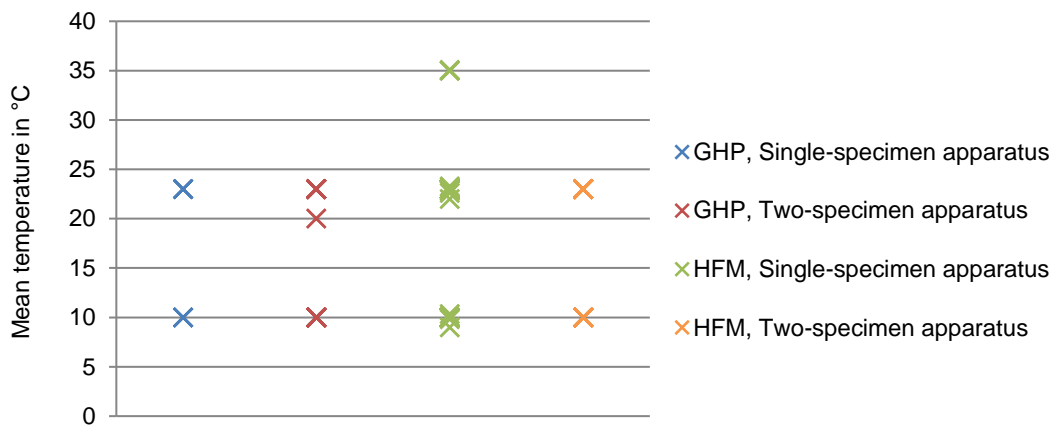 40
35
30
25
20
15
10
5
0
Mean temperature in °C
GHP, Single-specimen apparatus
GHP, Two-specimen apparatus
HFM, Single-specimen apparatus
HFM, Two-specimen apparatus